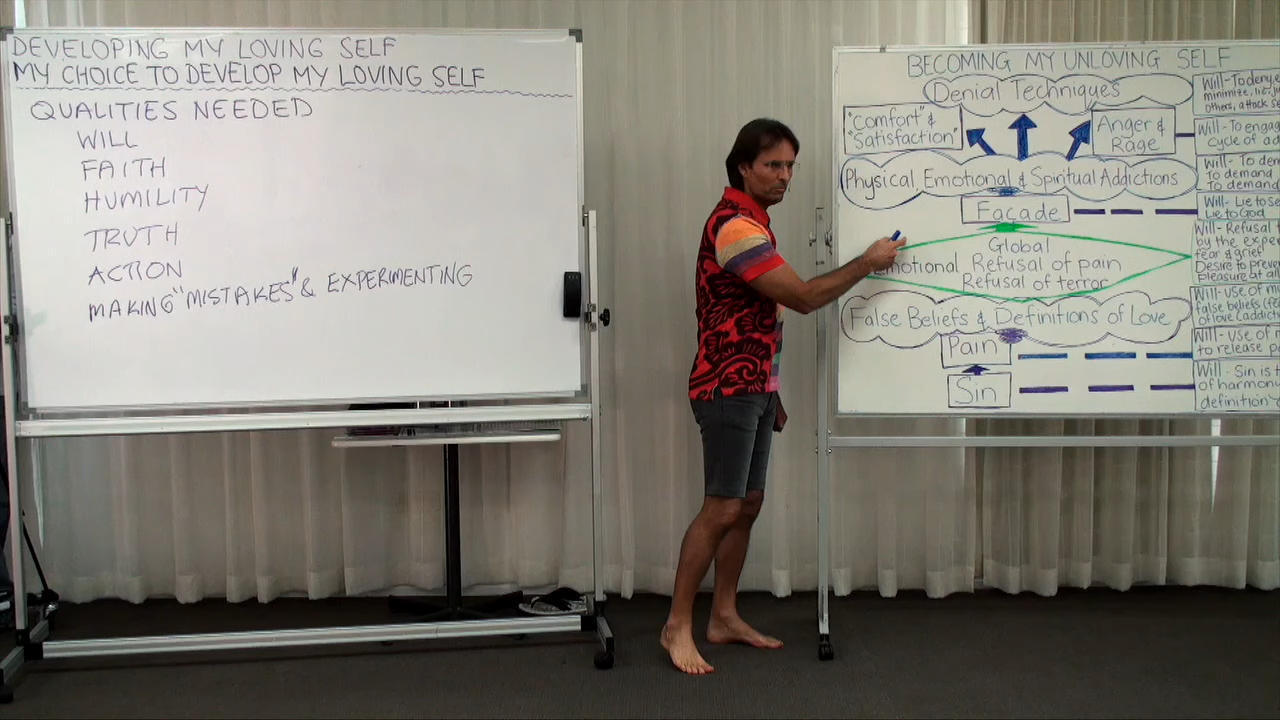 DEVELOPING MY LOVING SELF
MY CHOICE TO DEVELOP MY LOVING SELF
QUALITIES NEEDED
WILL
FAITH
HUMILITY
TRUTH
ACTION
MAKING "MISTAKES" & EXPERIMENTING
BECOMING MY UNLOVING SELF
Denial Techniques
"Comfort" &
"Satisfaction"
Anger &
Rage
Physical Emotional & Spiritual Addictions
Façade
Global
Emotional Refusal of pain
Refusal of terror
False Beliefs & Definitions of Love
Pain
Sin
Will - To deny,
minimize, lie,
others, attack se
Will - To engag
cycle of ad
Will - To dem
To demand
To demand
Will - Lie to se
Lie to God
Will - Refusal
by the expe
fear & grief
Desire to preve
pleasure at al
Will - use of m
false beliefs
of love (addict
Will - use of
to release p
Will - Sin is t
of harmon
definition